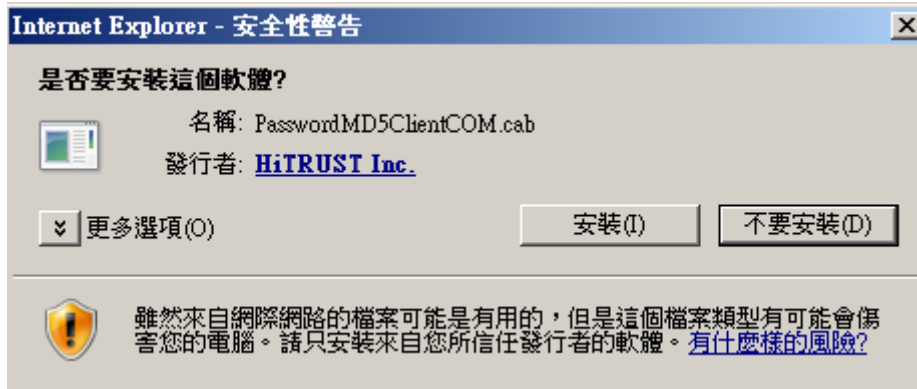 Internet Explorer - 安全性警告
是否要安裝這個軟體?
名稱: PasswordMD5ClientCOM.cab
發行者: HiTRUST Inc.
更多選項(O)
安裝(I)
不要安裝(D)
雖然來自網際網路的檔案可能是有用的，但是這個檔案類型有可能會傷
害您的電腦。請只安裝來自您所信任發行者的軟體。有什麼樣的風險?